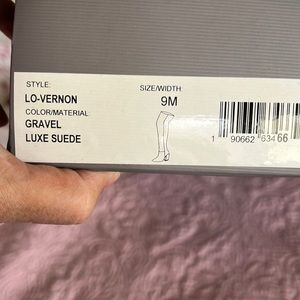 STYLE:
SIZE/WIDTH
LO-VERNON
9M
COLOR/MATERIAL:
GRAVEL
LUXE SUEDE
1 90662 63466